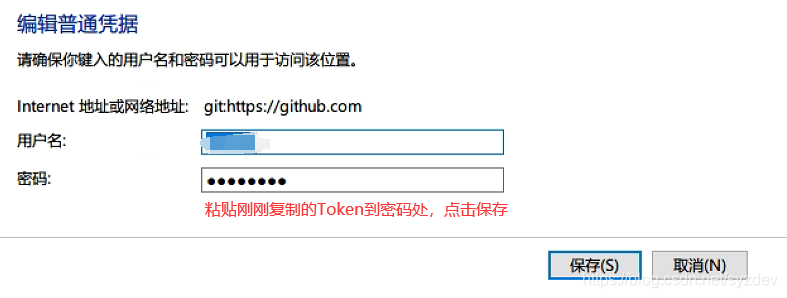 编辑普通凭据
请确保你键入的用户名和密码可以用于访问该位置。
Internet 地址或网络地址: git:https://github.com
用户名:
密码: ●●●●●●●●
粘贴刚刚复制的Token到密码处，点击保存
保存(S) 取消(N)
https://blog.csdn.net/syzdev